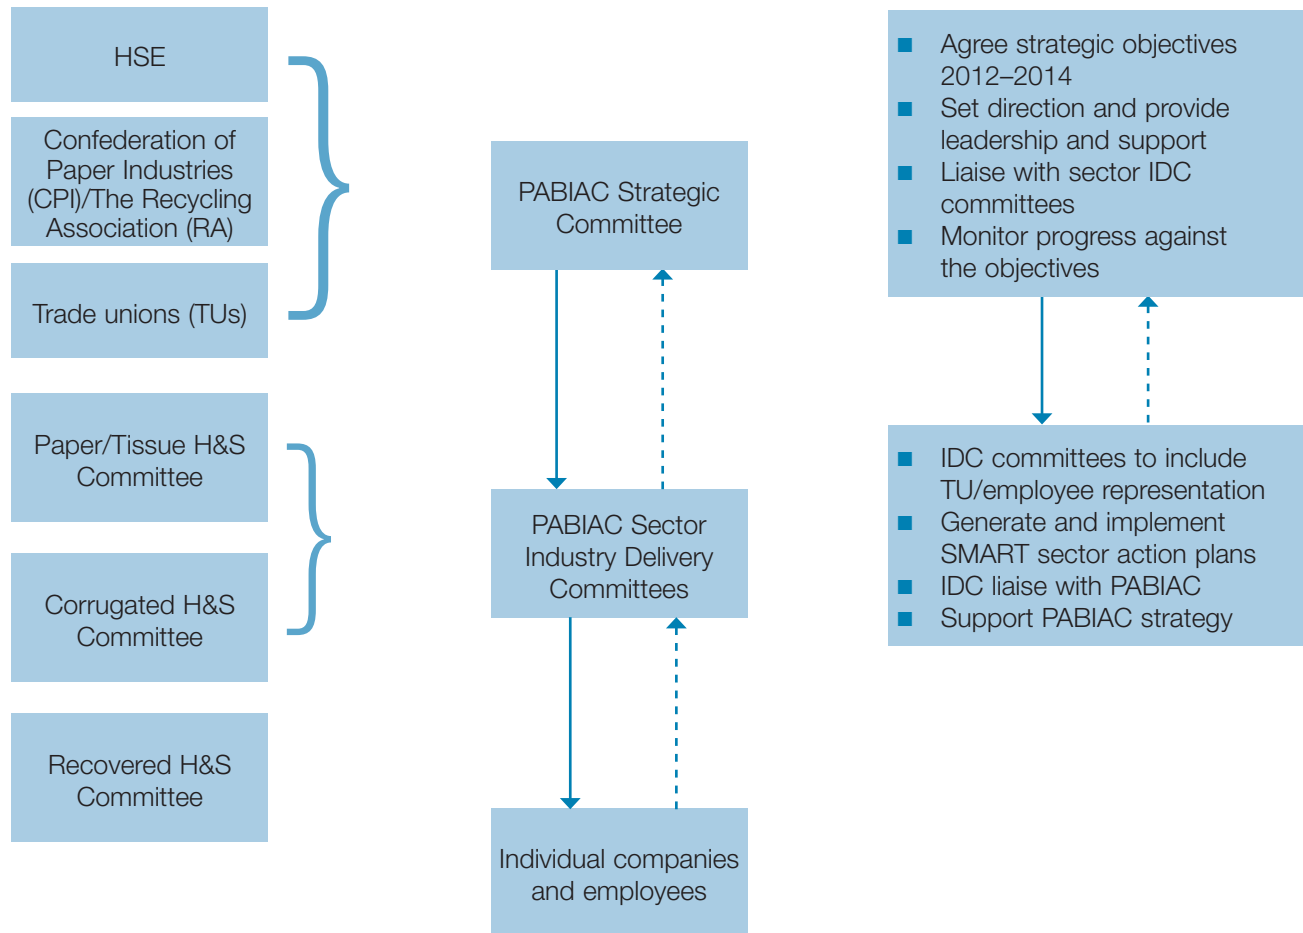 HSE
Confederation of
Paper Industries
(CPI)/The Recycling
Association (RA)
Trade unions (TUs)
Paper/Tissue H&S
Committee
Corrugated H&S
Committee
Recovered H&S
Committee
PABIAC Strategic
Committee
PABIAC Sector
Industry Delivery
Committees
Individual companies
and employees
■ Agree strategic objectives
2012–2014
■ Set direction and provide
leadership and support
■ Liaise with sector IDC
committees
■ Monitor progress against
the objectives
■ IDC committees to include
TU/employee representation
■ Generate and implement
SMART sector action plans
■ IDC liaise with PABIAC
■ Support PABIAC strategy